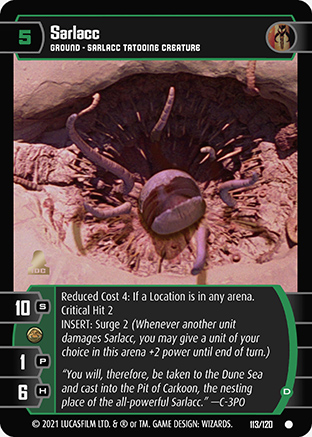 5
Sarlacc
GROUND - SARLACC TATOOINE CREATURE
10 S
1 P
6 H
Reduced Cost 4: If a Location is in any arena.
Critical Hit 2
INSERT: Surge 2 (Whenever another unit
damages Sarlacc, you may give a unit of your
choice in this arena +2 power until end of turn.)
“You will, therefore, be taken to the Dune Sea
and cast into the Pit of Carkoon, the nesting
place of the all-powerful Sarlacc.” —C-3PO
D
© 2021 LUCASFILM LTD. & ® or TM. GAME DESIGN: WIZARDS.
113/120